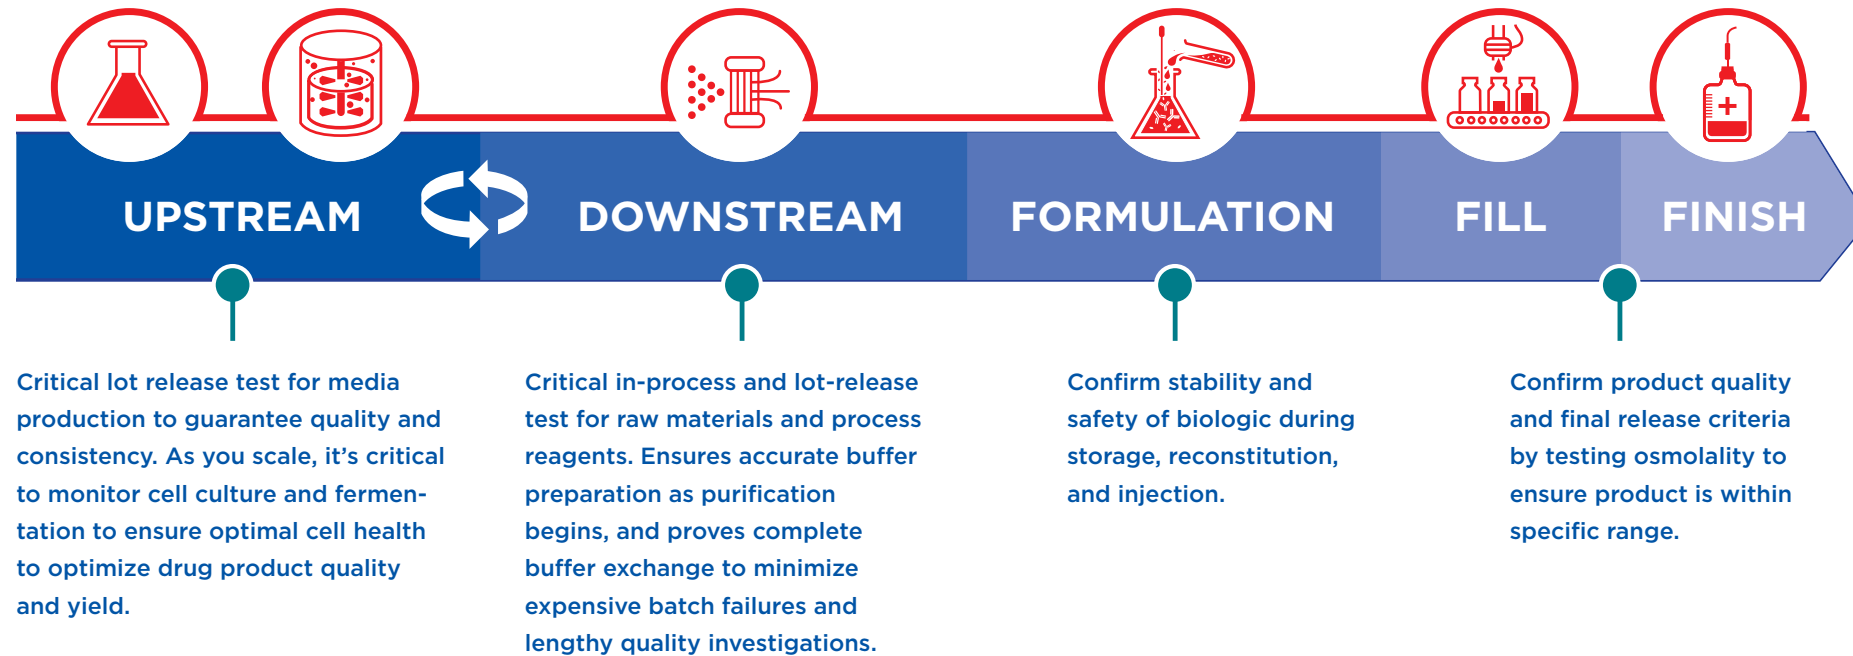 UPSTREAM
DOWNSTREAM
FORMULATION
FILL
FINISH
Critical lot release test for media
production to guarantee quality and
consistency. As you scale, it's critical
to monitor cell culture and fermen-
tation to ensure optimal cell health
to optimize drug product quality
and yield.
Critical in-process and lot-release
test for raw materials and process
reagents. Ensures accurate buffer
preparation as purification
begins, and proves complete
buffer exchange to minimize
expensive batch failures and
lengthy quality investigations.
Confirm stability and
safety of biologic during
storage, reconstitution,
and injection.
Confirm product quality
and final release criteria
by testing osmolality to
ensure product is within
specific range.